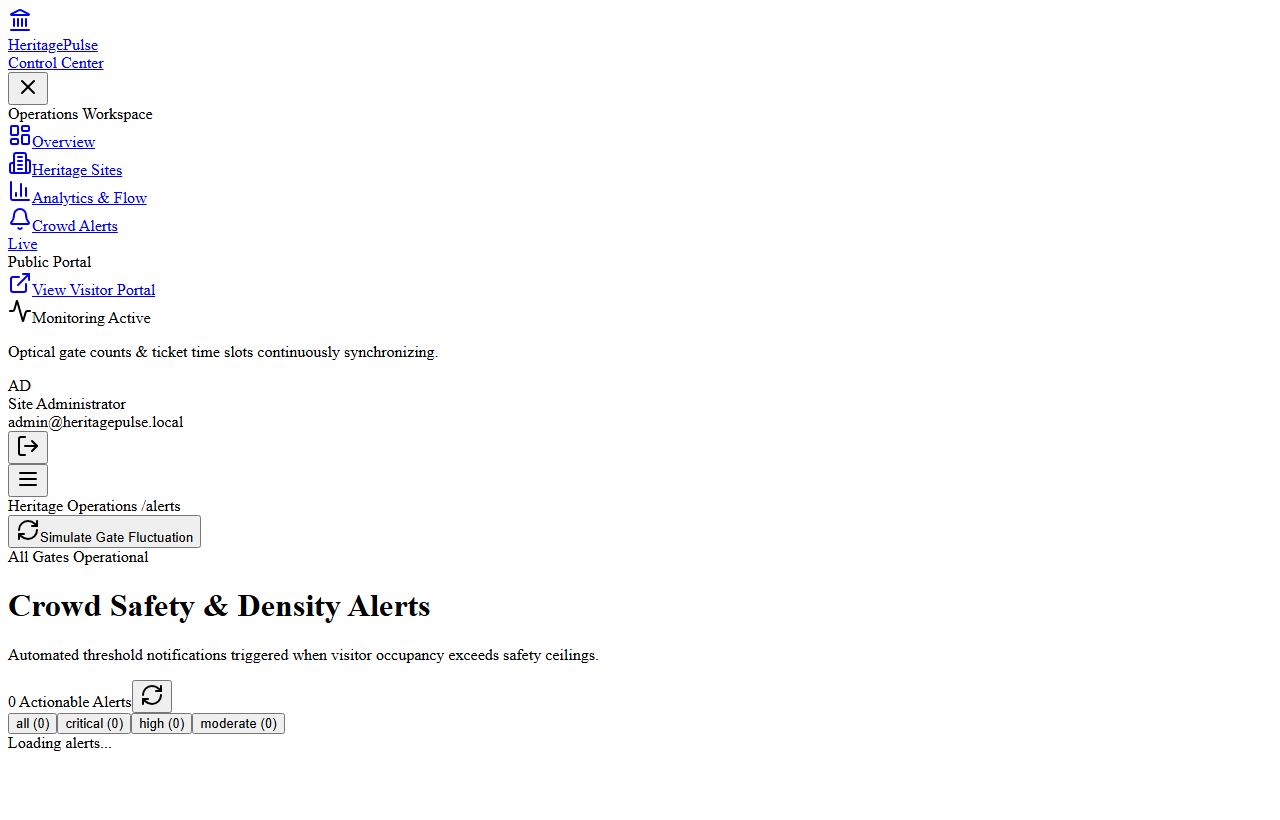 HeritagePulse
Control Center
Operations Workspace
Overview
Heritage Sites
Analytics & Flow
Crowd Alerts
Live
Public Portal
View Visitor Portal
Monitoring Active
Optical gate counts & ticket time slots continuously synchronizing.
AD
Site Administrator
admin@heritagepulse.local
Heritage Operations /alerts
Simulate Gate Fluctuation
All Gates Operational
Crowd Safety & Density Alerts
Automated threshold notifications triggered when visitor occupancy exceeds safety ceilings.
0 Actionable Alerts
all (0) critical (0) high (0) moderate (0)
Loading alerts...